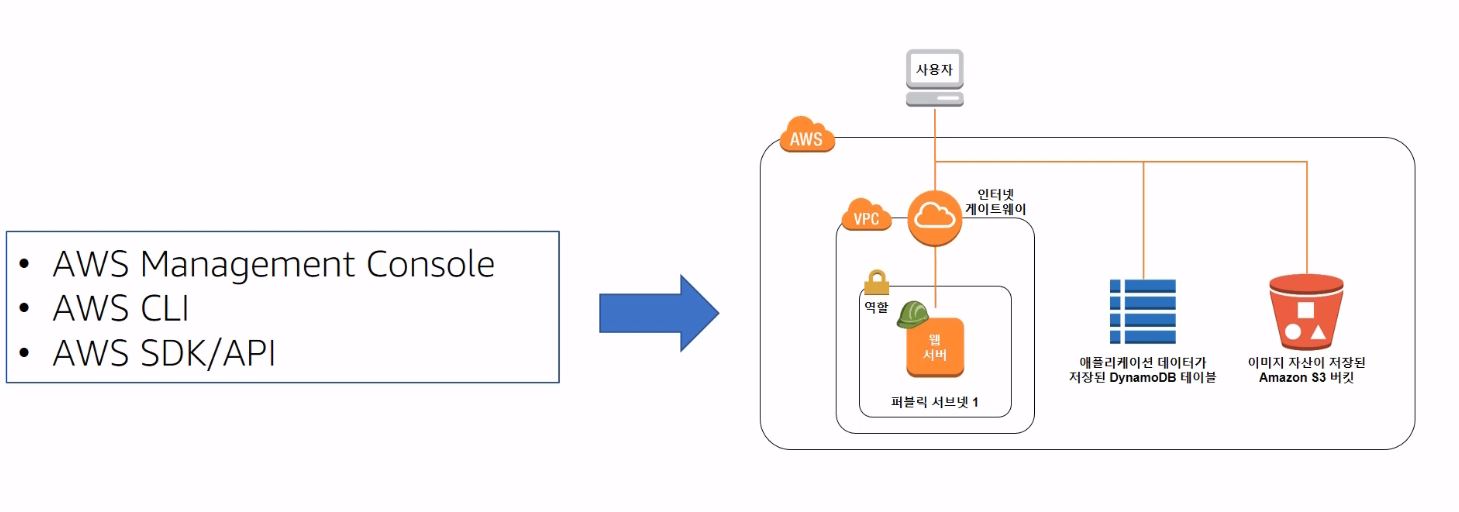 사용자
AWS
인터넷
게이트웨이
VPC
• AWS Management Console
• AWS CLI
• AWS SDK/API
역할
웹
서버
퍼블릭 서브넷 1
애플리케이션 데이터가
저장된 DynamoDB 테이블
이미지 자산이 저장된
Amazon S3 버킷